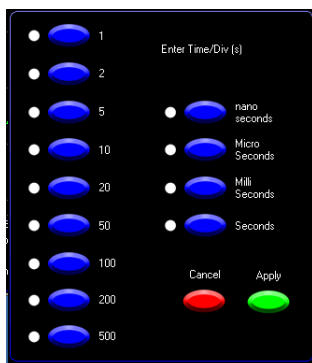 1
Enter Time/Div (s)
2
5
nano
seconds
10
Micro
Seconds
20
Milli
Seconds
50
Seconds
100
Cancel
Apply
200
500